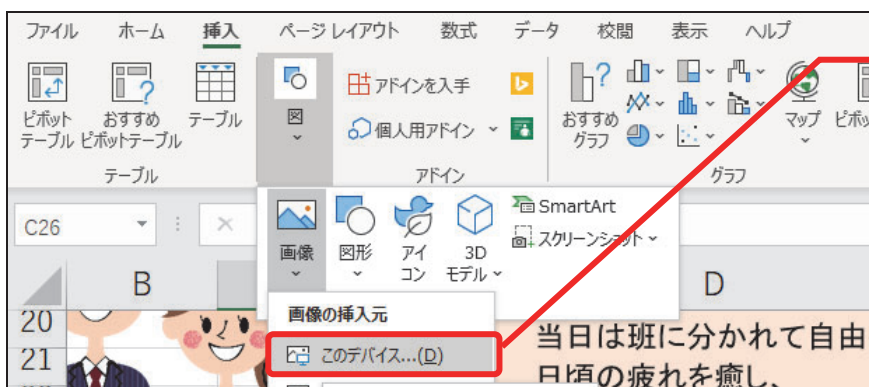 ファイル ホーム 挿入 ページ レイアウト 数式 データ 校閲 表示 ヘルプ
ピボット
テーブル
おすすめ
ピボットテーブル
テーブル
図
アドインを入手
個人用アドイン
おすすめ
グラフ
マップ
ピボッ
テーブル
アドイン
グラフ
画像
図形
アイ
コン
3D
モデル
SmartArt
スクリーンショット
C26
B
D
画像の挿入元
このデバイス...(D)
20
21
当日は班に分かれて自由
日頃の疲れを癒し、